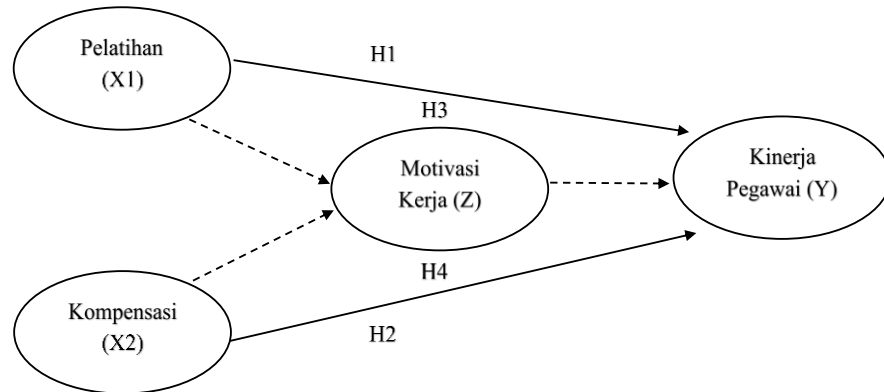 Pelatihan
(X1)
H1
H3
Motivasi
Kerja (Z)
Kinerja
Pegawai (Y)
H4
Kompensasi
(X2)
H2